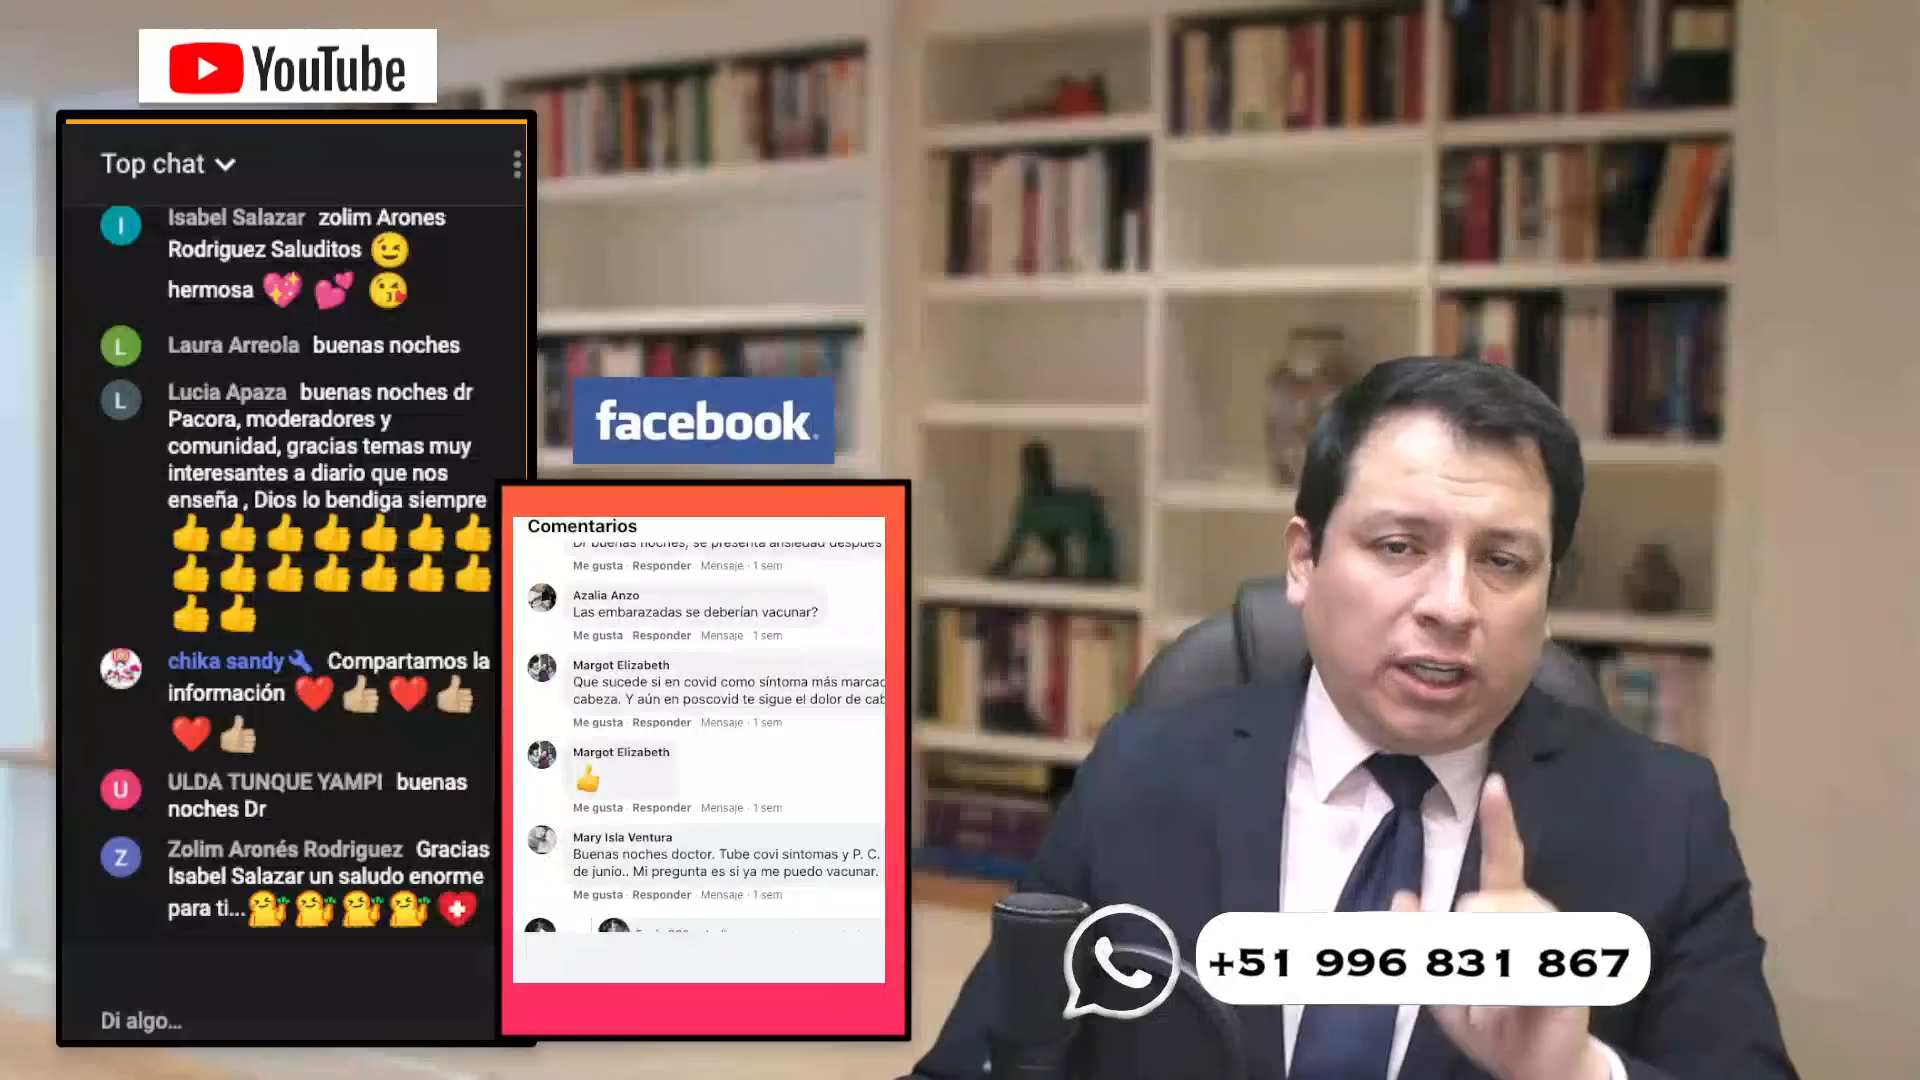 YouTube
Top chat
I
Isabel Salazar zolim Arones
Rodriguez Saluditos
hermosa
L
Laura Arreola buenas noches
L
Lucia Apaza buenas noches dr
Pacora, moderadores y
comunidad, gracias temas muy
interesantes a diario que nos
enseña , Dios lo bendiga siempre
chika sandy Compartamos la
información
U
ULDA TUNQUE YAMPI buenas
noches Dr
Z
Zolim Aronés Rodriguez Gracias
Isabel Salazar un saludo enorme
para ti...
Di algo...
facebook.
Comentarios
Dr buenas noches, se presenta ansiedad despues
Me gusta · Responder Mensaje · 1 sem
Azalia Anzo
Las embarazadas se deberían vacunar?
Me gusta · Responder Mensaje · 1 sem
Margot Elizabeth
Que sucede si en covid como síntoma más marcad
cabeza. Y aún en poscovid te sigue el dolor de cab
Me gusta · Responder Mensaje · 1 sem
Margot Elizabeth
Me gusta · Responder Mensaje · 1 sem
Mary Isla Ventura
Buenas noches doctor. Tube covi sintomas y P. C.
de junio.. Mi pregunta es si ya me puedo vacunar.
Me gusta · Responder Mensaje · 1 sem
+51 996 831 867